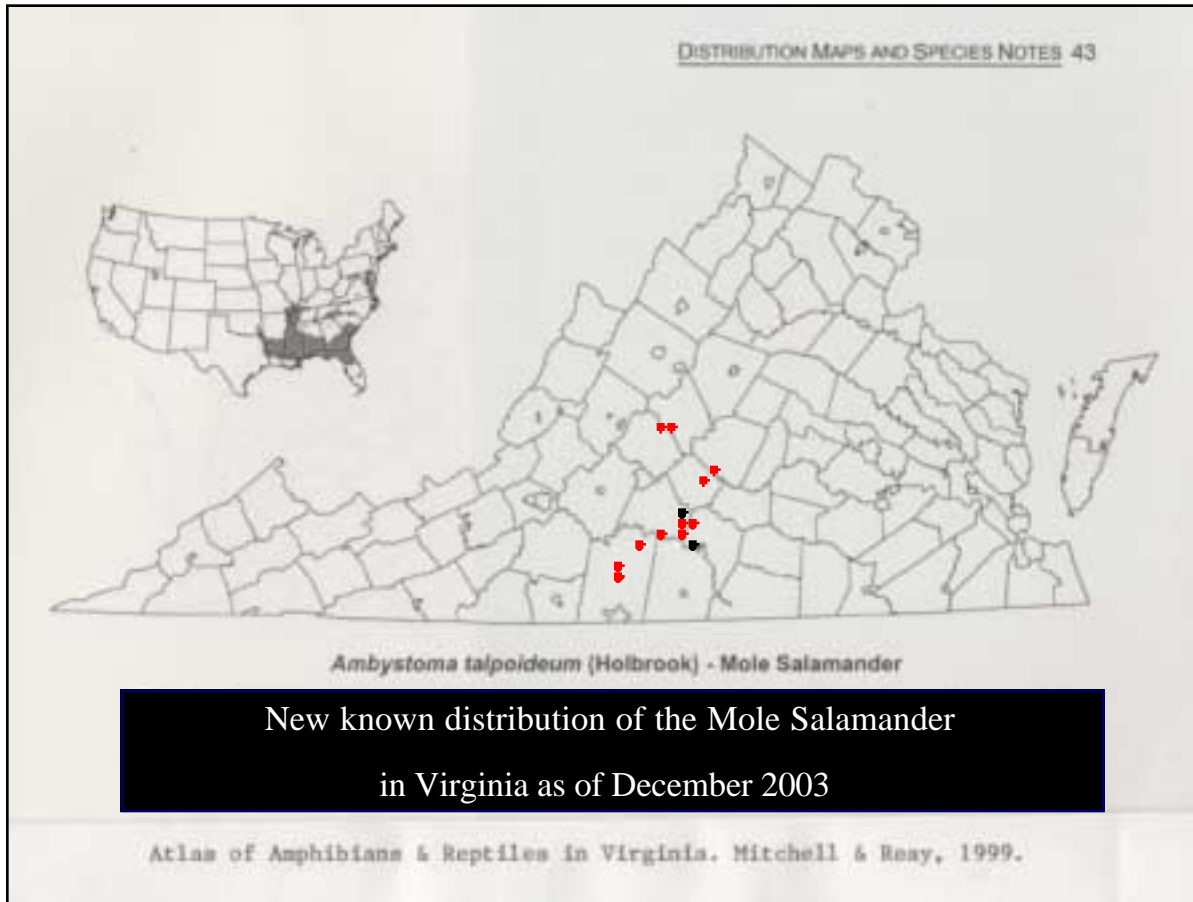 DISTRIBUTION MAPS AND SPECIES NOTES 43
Ambystoma talpoideum (Holbrook) - Mole Salamander
New known distribution of the Mole Salamander
in Virginia as of December 2003
Atlas of Amphibians & Reptiles in Virginia. Mitchell & Reay, 1999.